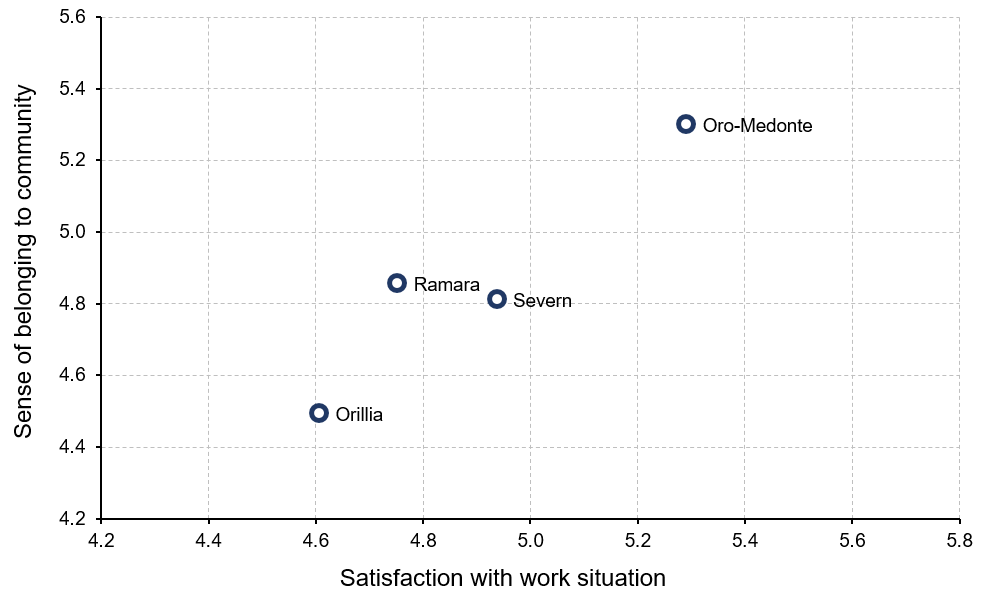 5.6
5.4
5.2
5.0
4.8
4.6
4.4
4.2
Sense of belonging to community
Oro-Medonte
Ramara
Severn
Orillia
4.2 4.4 4.6 4.8 5.0 5.2 5.4 5.6 5.8
Satisfaction with work situation